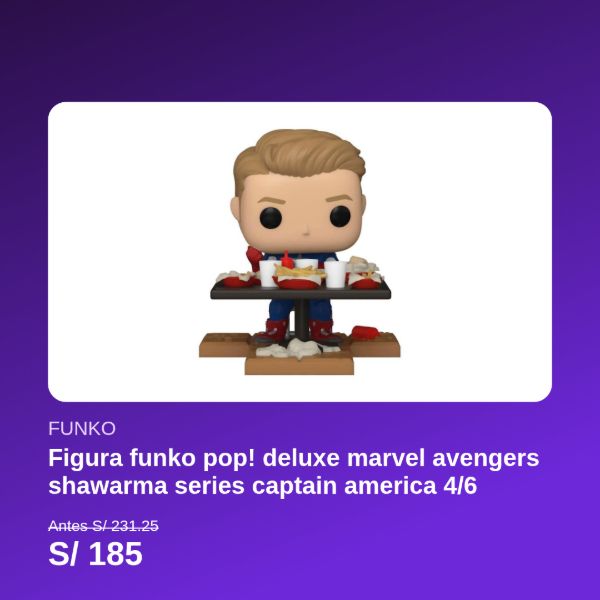 FUNKO
Figura funko pop! deluxe marvel avengers
shawarma series captain america 4/6
Antes S/ 231.25
S/ 185